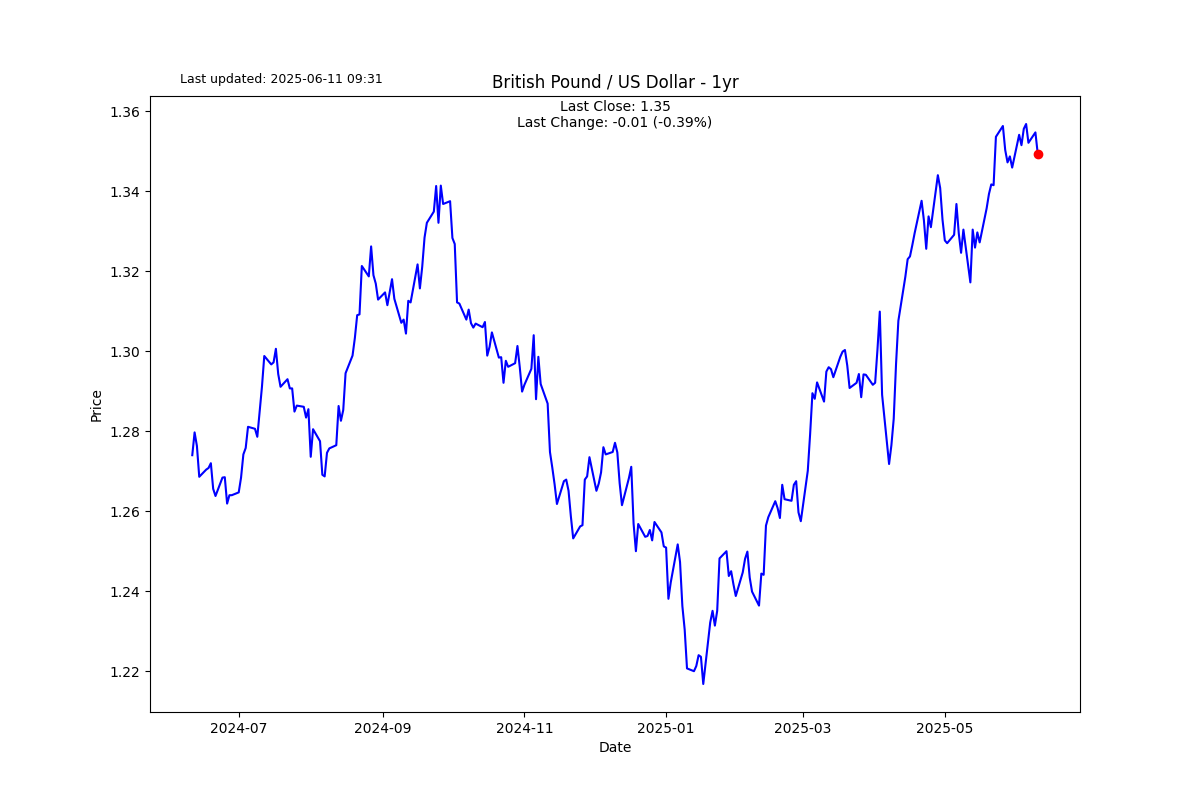 Last updated: 2025-06-11 09:31
British Pound / US Dollar - 1yr
Last Close: 1.35
Last Change: -0.01 (-0.39%)
1.36
1.34
1.32
1.30
1.28
1.26
1.24
1.22
Price
2024-07
2024-09
2024-11
2025-01
2025-03
2025-05
Date